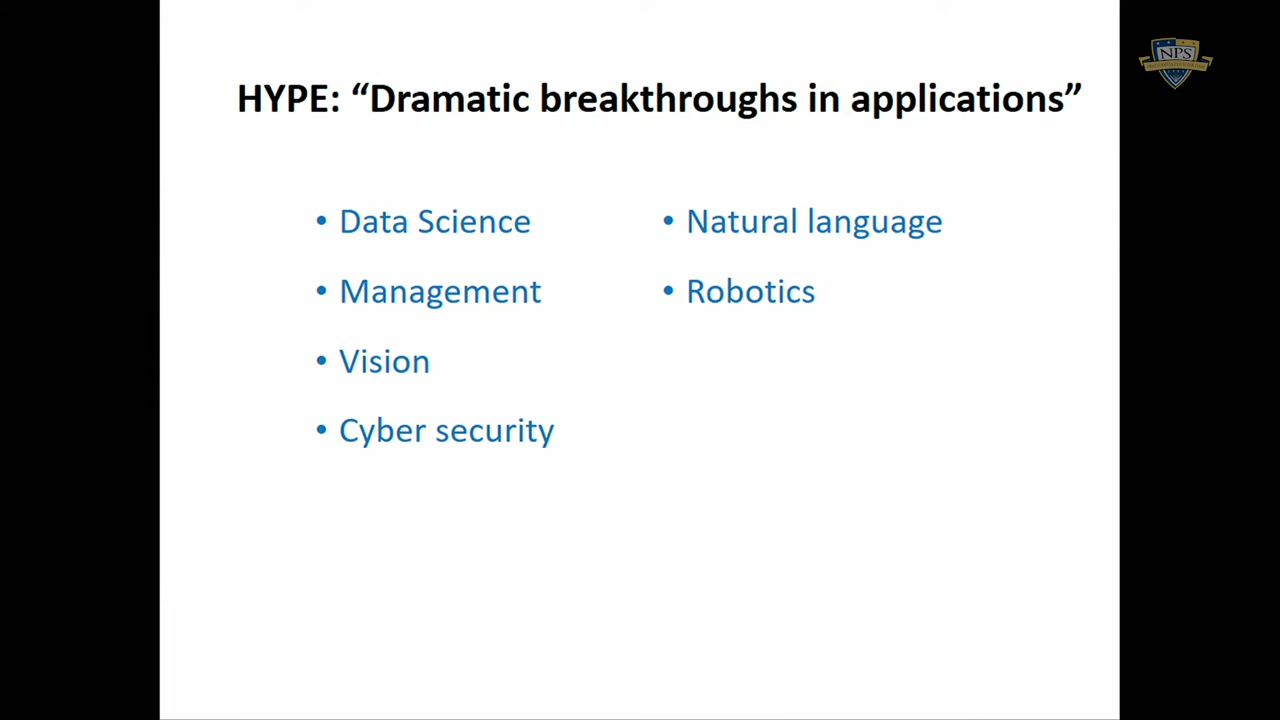 NPS
HYPE: “Dramatic breakthroughs in applications”
• Data Science
• Management
• Vision
• Cyber security
• Natural language
• Robotics